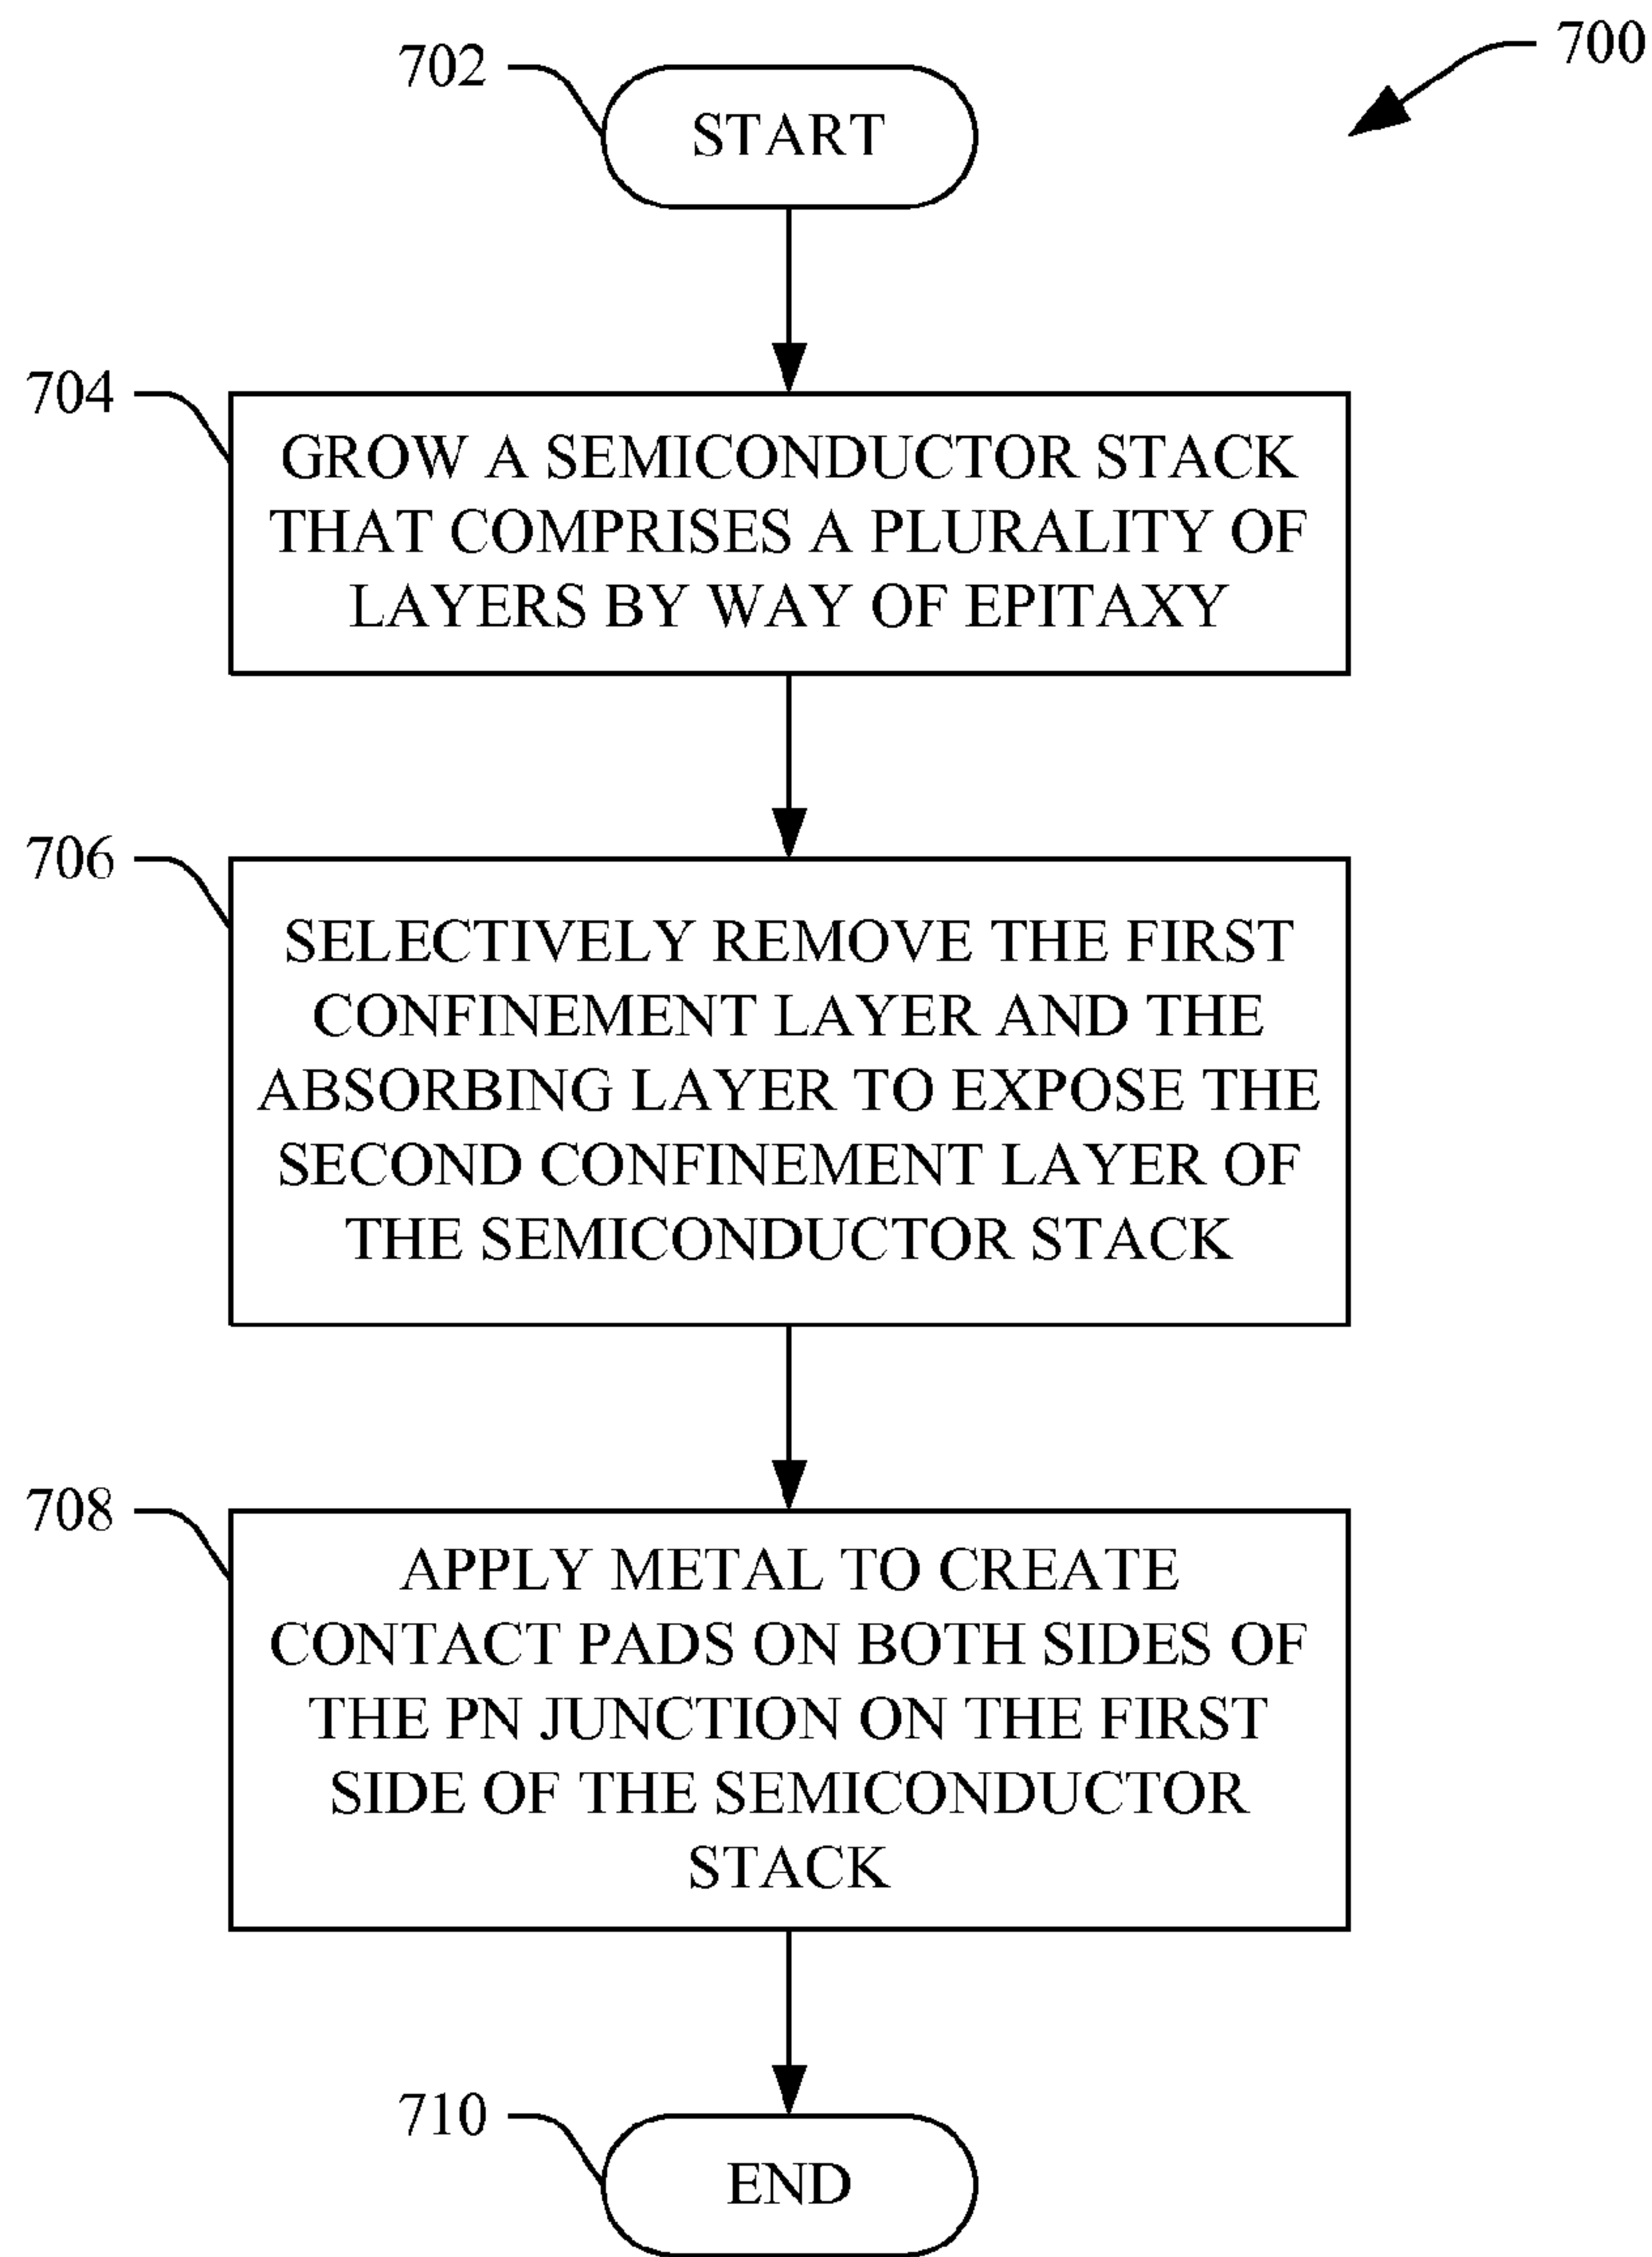 700
702
START
704
GROW A SEMICONDUCTOR STACK
THAT COMPRISES A PLURALITY OF
LAYERS BY WAY OF EPITAXY
706
SELECTIVELY REMOVE THE FIRST
CONFINEMENT LAYER AND THE
ABSORBING LAYER TO EXPOSE THE
SECOND CONFINEMENT LAYER OF
THE SEMICONDUCTOR STACK
708
APPLY METAL TO CREATE
CONTACT PADS ON BOTH SIDES OF
THE PN JUNCTION ON THE FIRST
SIDE OF THE SEMICONDUCTOR
STACK
710
END